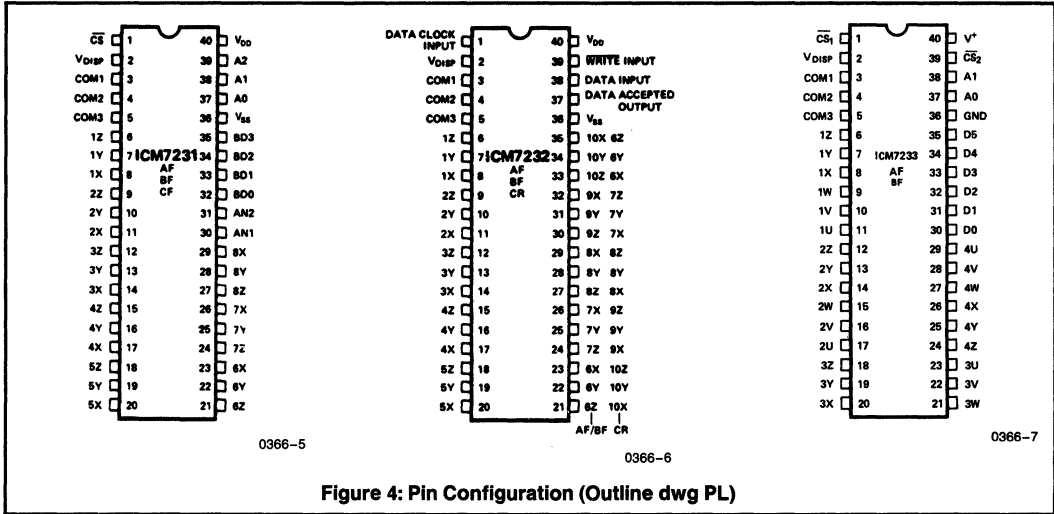 CS 1 40 VDD
VDISP 2 39 A2
COM1 3 38 A1
COM2 4 37 A0
COM3 5 36 VSS
1Z 6 35 BD3
1Y 7 ICM7231 34 BD2
1X 8 AF 33 BD1
BF
2Z 9 CF 32 BD0
2Y 10 31 AN2
2X 11 30 AN1
3Z 12 29 8X
3Y 13 28 8Y
3X 14 27 8Z
4Z 15 26 7X
4Y 16 25 7Y
4X 17 24 7Z
5Z 18 23 6X
5Y 19 22 6Y
5X 20 21 6Z
0366-5
DATA CLOCK
INPUT 1 40 VDD
VDISP 2 39 WRITE INPUT
COM1 3 38 DATA INPUT
COM2 4 37 DATA ACCEPTED
OUTPUT
COM3 5 36 VSS
1Z 6 35 10X 6Z
1Y 7 ICM7232 34 10Y 6Y
1X 8 AF 33 10Z 6X
BF
2Z 9 CR 32 9X 7Z
2Y 10 31 9Y 7Y
2X 11 30 9Z 7X
3Z 12 29 8X 8Z
3Y 13 28 8Y 8Y
3X 14 27 8Z 8X
4Z 15 26 7X 9Z
4Y 16 25 7Y 9Y
4X 17 24 7Z 9X
5Z 18 23 6X 10Z
5Y 19 22 6Y 10Y
5X 20 21 6Z 10X
AF/BF CR
0366-6
CS1 1 40 V+
VDISP 2 39 CS2
COM1 3 38 A1
COM2 4 37 A0
COM3 5 36 GND
1Z 6 35 D5
1Y 7 ICM7233 34 D4
1X 8 AF 33 D3
BF
1W 9 32 D2
1V 10 31 D1
1U 11 30 D0
2Z 12 29 4U
2Y 13 28 4V
2X 14 27 4W
2W 15 26 4X
2V 16 25 4Y
2U 17 24 4Z
3Z 18 23 3U
3Y 19 22 3V
3X 20 21 3W
0366-7
Figure 4: Pin Configuration (Outline dwg PL)